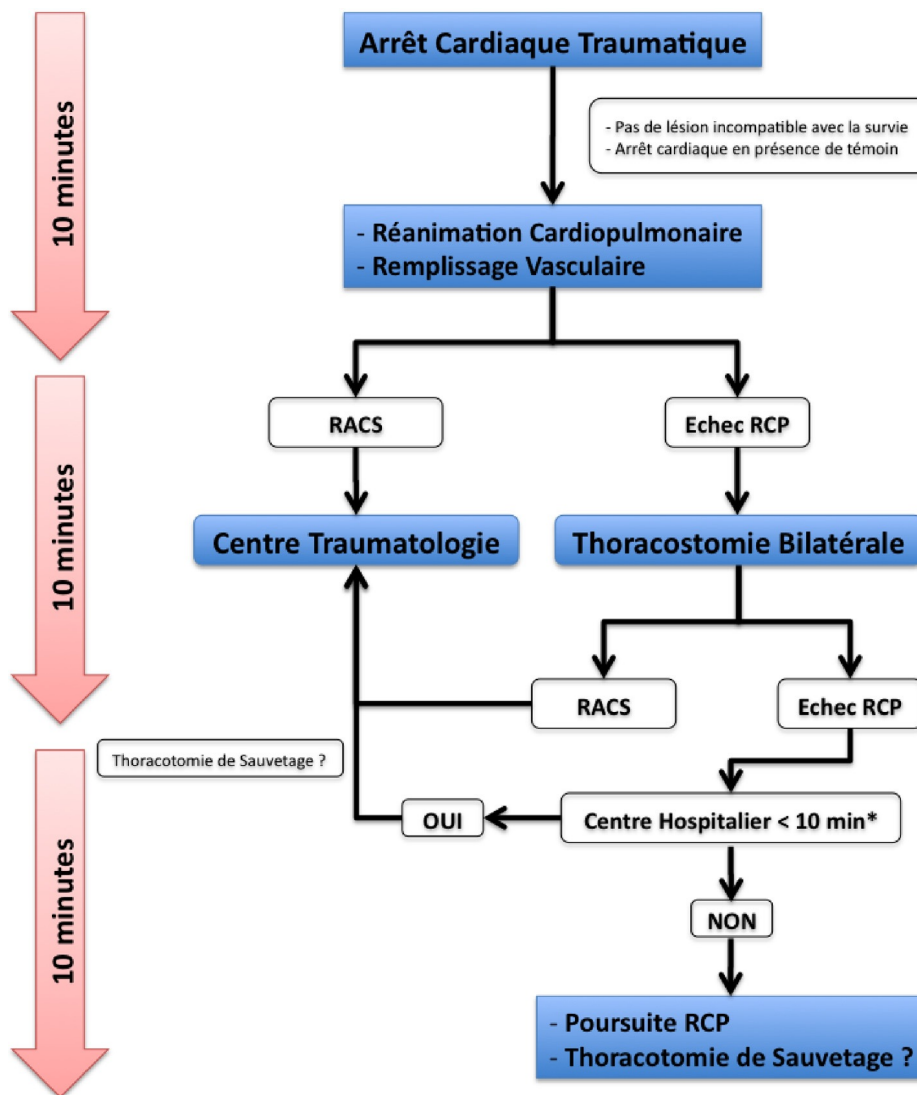 Arrêt Cardiaque Traumatique
- Pas de lésion incompatible avec la survie
- Arrêt cardiaque en présence de témoin
10 minutes
- Réanimation Cardiopulmonaire
- Remplissage Vasculaire
RACS
Echec RCP
10 minutes
Centre Traumatologie
Thoracostomie Bilatérale
RACS
Echec RCP
Thoracotomie de Sauvetage ?
OUI
Centre Hospitalier < 10 min*
10 minutes
NON
- Poursuite RCP
- Thoracotomie de Sauvetage ?